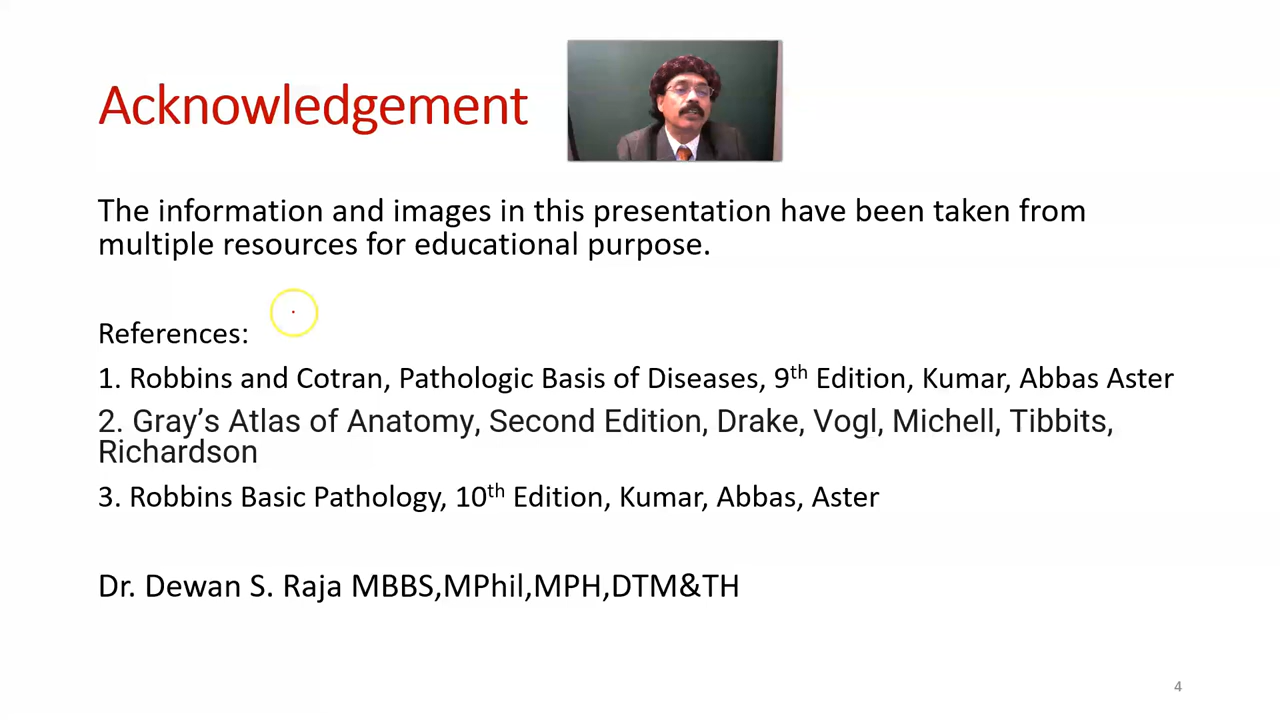 Acknowledgement
The information and images in this presentation have been taken from
multiple resources for educational purpose.
References:
1. Robbins and Cotran, Pathologic Basis of Diseases, 9th Edition, Kumar, Abbas Aster
2. Gray’s Atlas of Anatomy, Second Edition, Drake, Vogl, Michell, Tibbits,
Richardson
3. Robbins Basic Pathology, 10th Edition, Kumar, Abbas, Aster
Dr. Dewan S. Raja MBBS,MPhil,MPH,DTM&TH
4